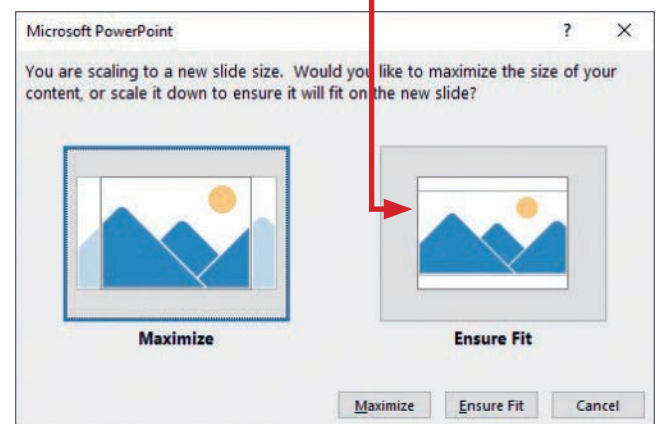 Microsoft PowerPoint ? X
You are scaling to a new slide size. Would you like to maximize the size of your
content, or scale it down to ensure it will fit on the new slide?
Maximize Ensure Fit
Maximize Ensure Fit Cancel